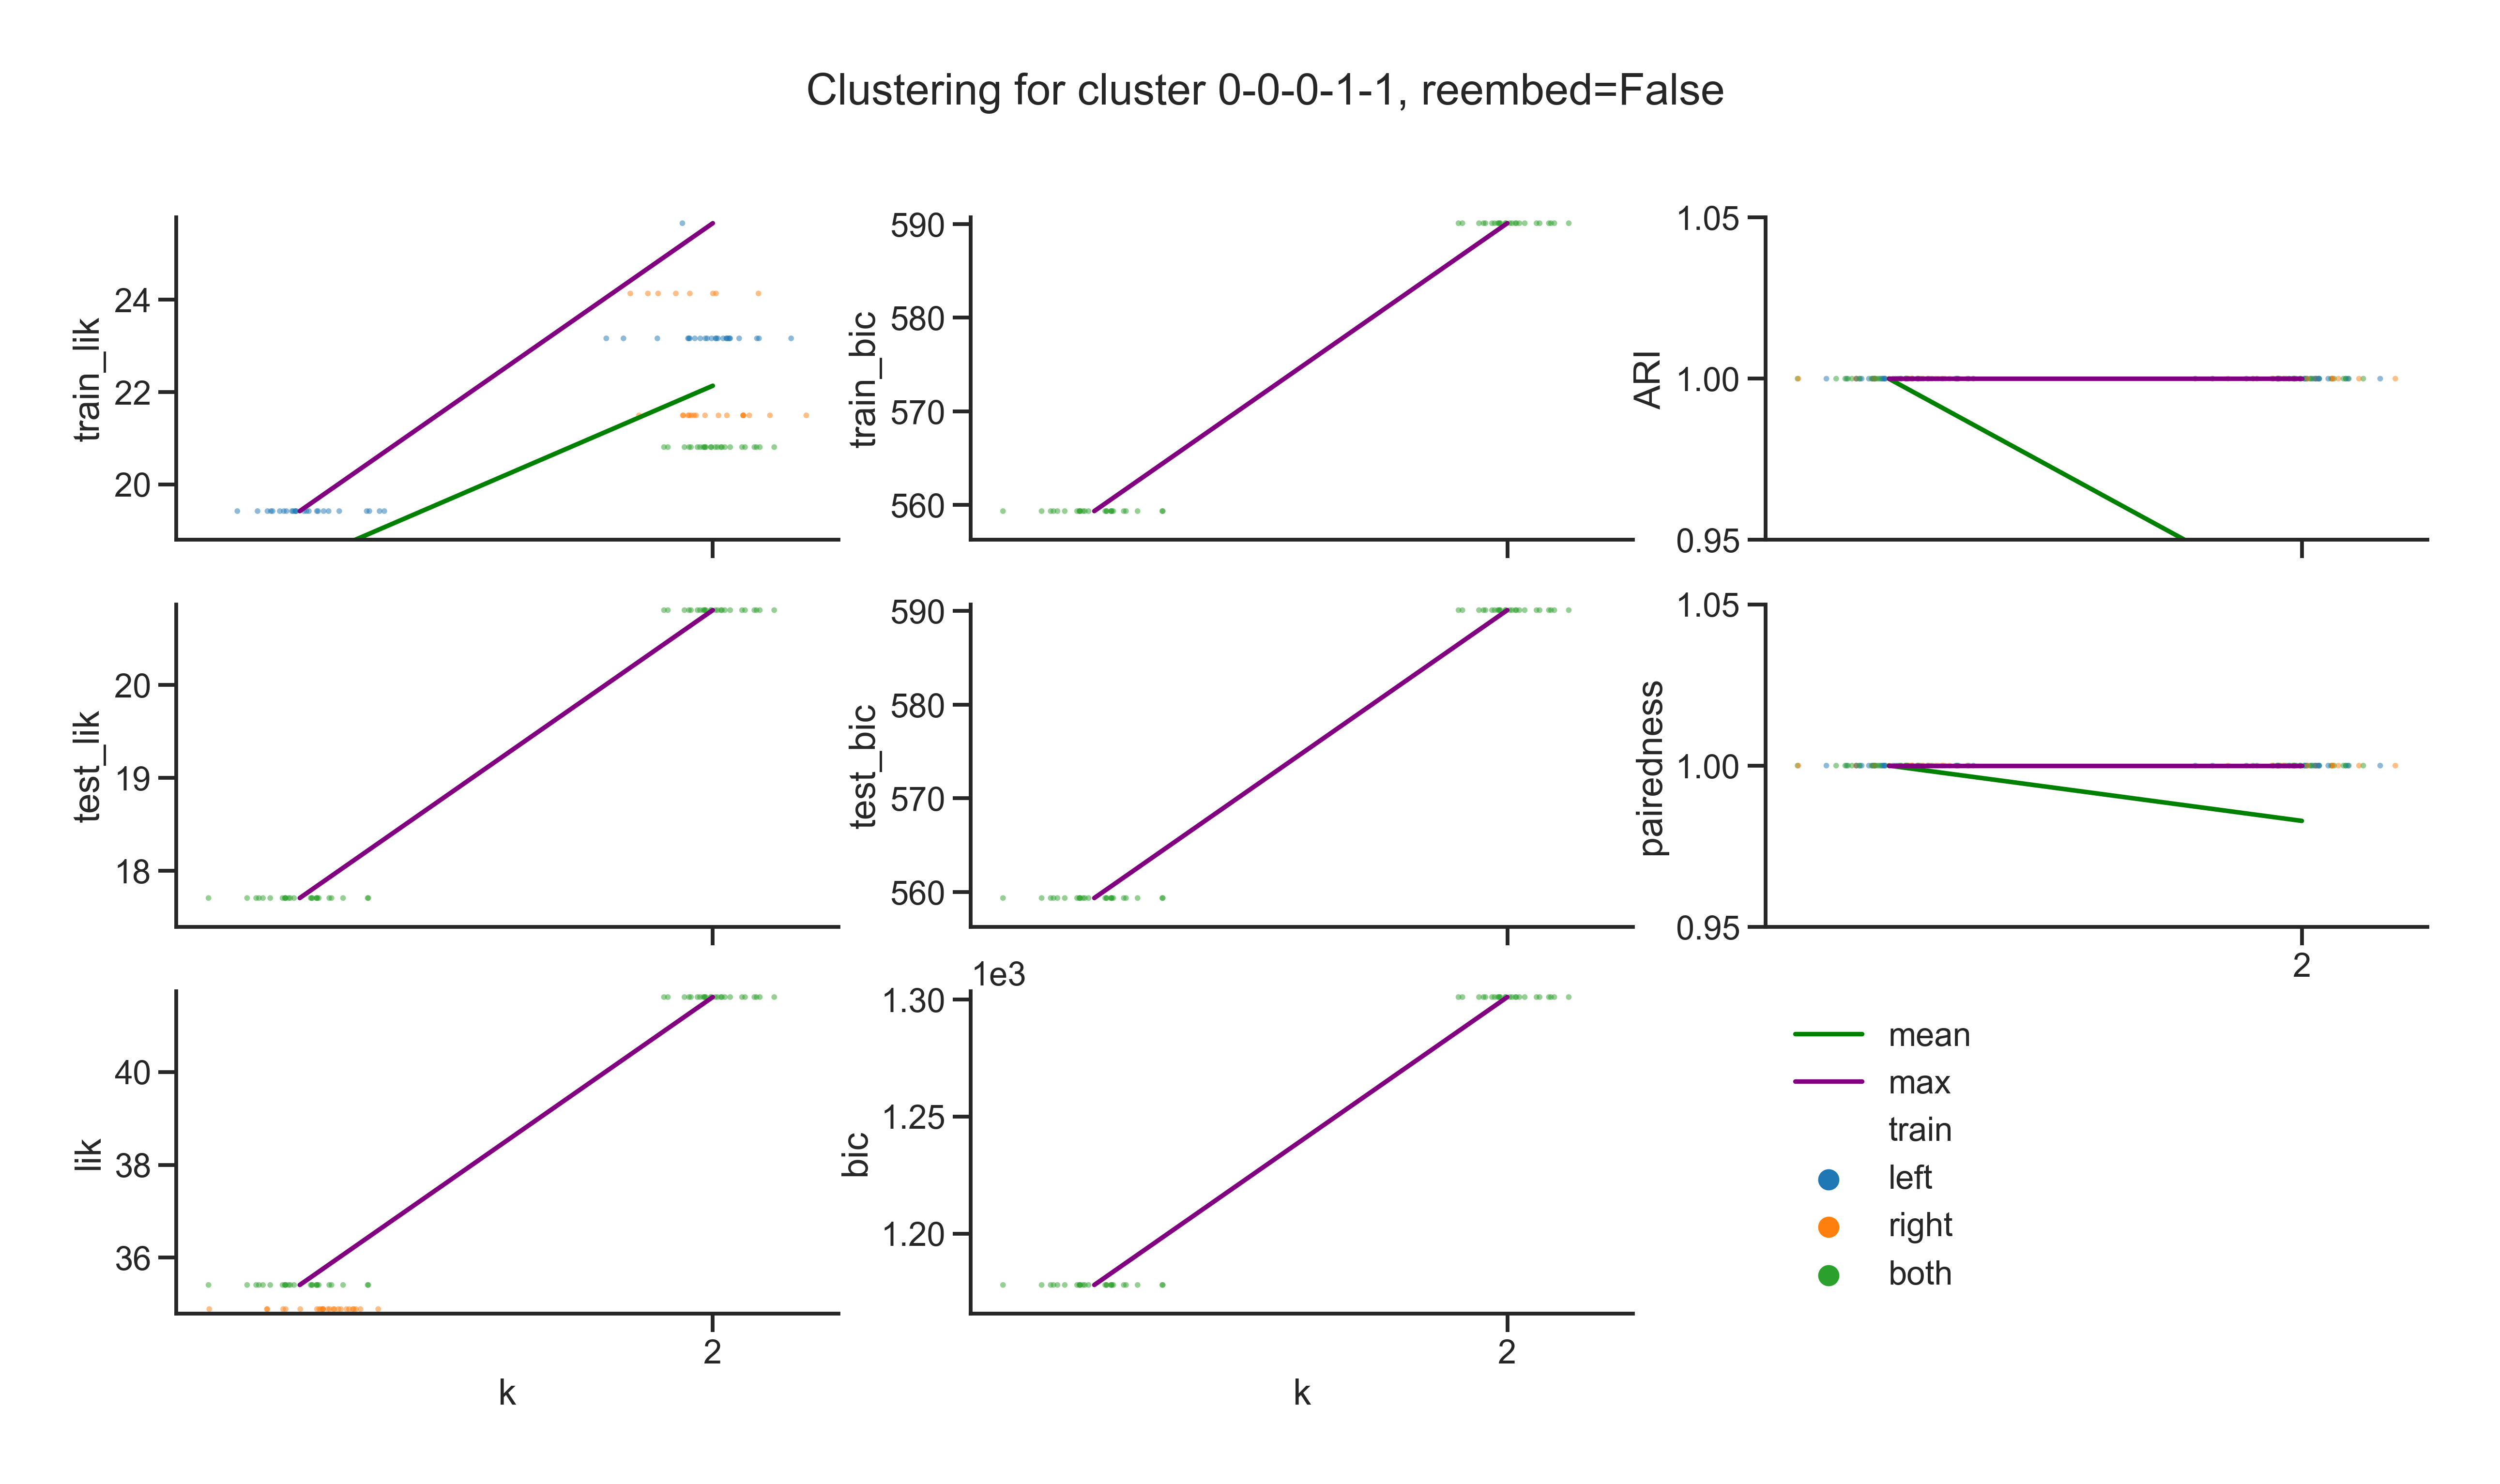 Clustering for cluster 0-0-0-1-1, reembed=False
train_lik
24
22
20
train_bic
590
580
570
560
ARI
1.05
1.00
0.95
test_lik
20
19
18
test_bic
590
580
570
560
pairedness
1.05
1.00
0.95
2
lik
40
38
36
2
k
1e3
bic
1.30
1.25
1.20
2
k
mean
max
train
left
right
both